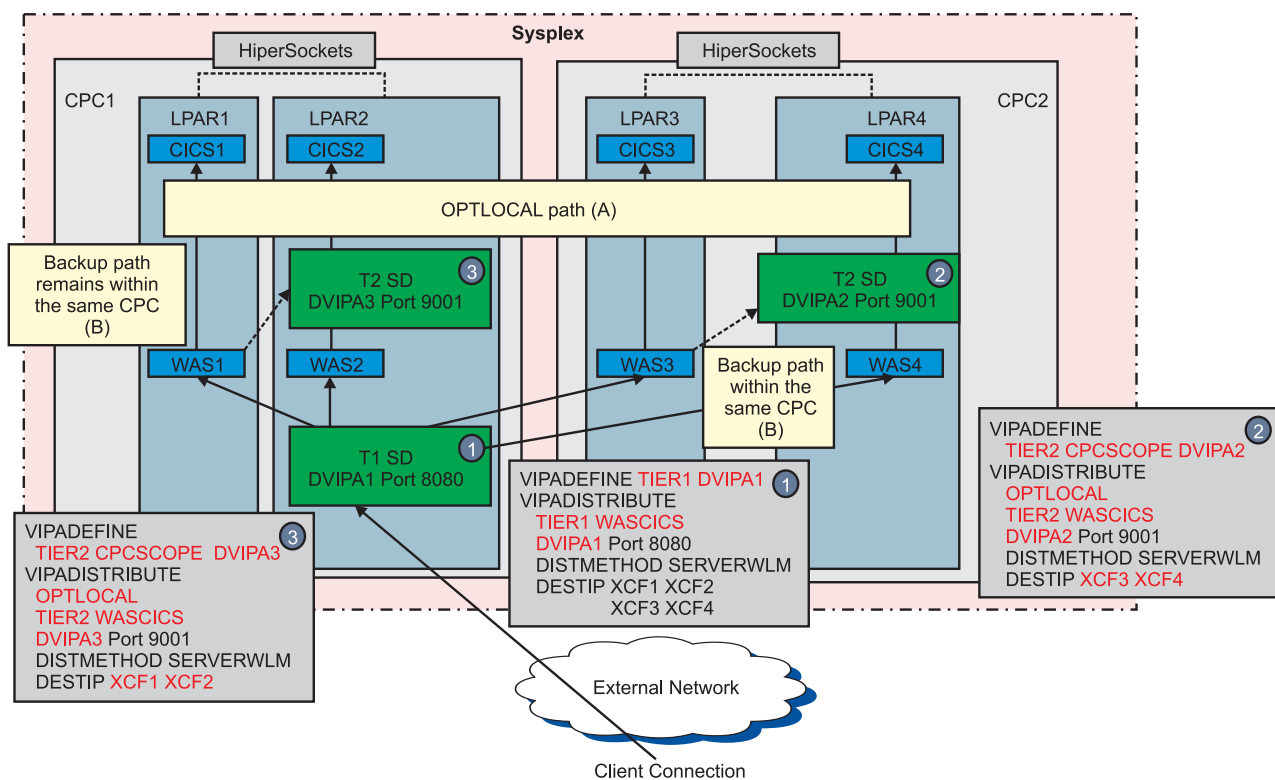 Sysplex
HiperSockets
HiperSockets
CPC1
CPC2
LPAR1
LPAR2
LPAR3
LPAR4
CICS1
CICS2
CICS3
CICS4
OPTLOCAL path (A)
Backup path
remains within
the same CPC
(B)
T2 SD
DVIPA3 Port 9001
3
T2 SD
DVIPA2 Port 9001
2
WAS1
WAS2
WAS3
WAS4
Backup path
within the
same CPC
(B)
T1 SD
DVIPA1 Port 8080
1
VIPADEFINE
TIER2 CPCSCOPE DVIPA2
VIPADISTRIBUTE
OPTLOCAL
TIER2 WASCICS
DVIPA2 Port 9001
DISTMETHOD SERVERWLM
DESTIP XCF3 XCF4
2
VIPADEFINE TIER1 DVIPA1
VIPADISTRIBUTE
TIER1 WASCICS
DVIPA1 Port 8080
DISTMETHOD SERVERWLM
DESTIP XCF1 XCF2
XCF3 XCF4
1
VIPADEFINE
TIER2 CPCSCOPE DVIPA3
VIPADISTRIBUTE
OPTLOCAL
TIER2 WASCICS
DVIPA3 Port 9001
DISTMETHOD SERVERWLM
DESTIP XCF1 XCF2
3
External Network
Client Connection